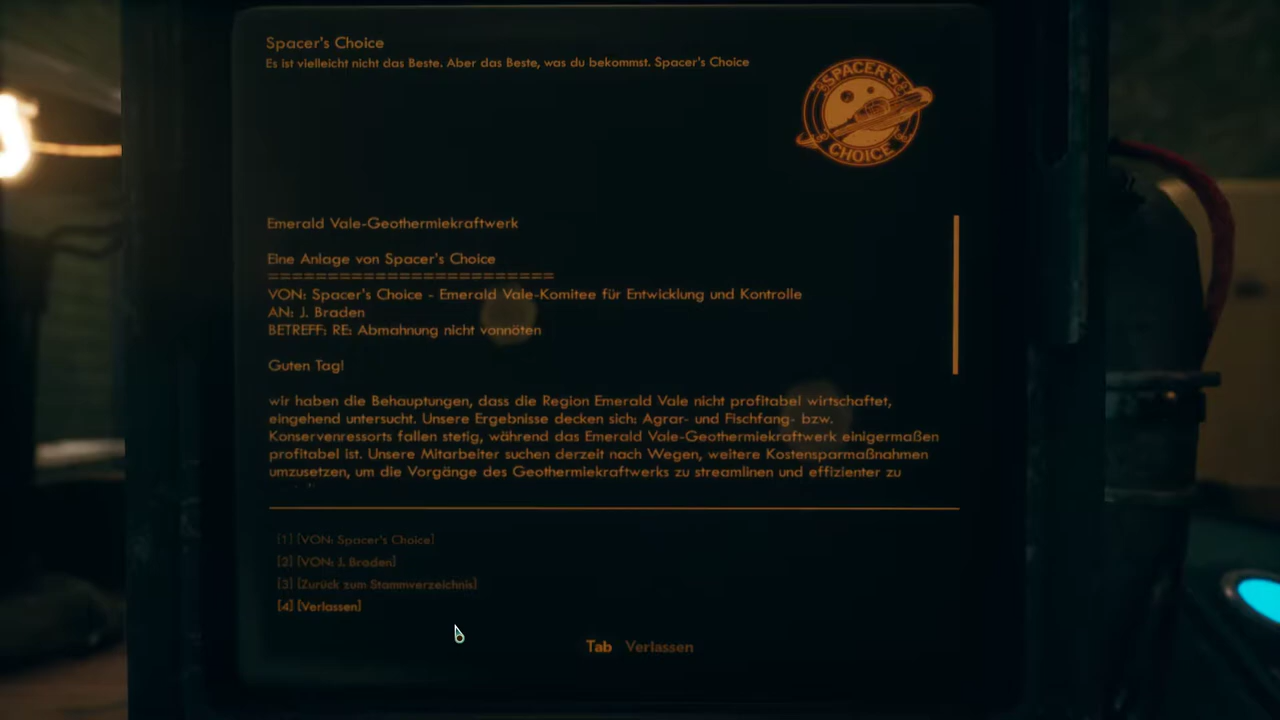 Spacer's Choice
Es ist vielleicht nicht das Beste. Aber das Beste, was du bekommst. Spacer's Choice
SPACER'S
CHOICE
Emerald Vale-Geothermiekraftwerk
Eine Anlage von Spacer's Choice
========================
VON: Spacer's Choice - Emerald Vale-Komitee für Entwicklung und Kontrolle
AN: J. Braden
BETREFF: RE: Abmahnung nicht vonnöten
Guten Tag!
wir haben die Behauptungen, dass die Region Emerald Vale nicht profitabel wirtschaftet,
eingehend untersucht. Unsere Ergebnisse decken sich: Agrar- und Fischfang- bzw.
Konservenressorts fallen stetig, während das Emerald Vale-Geothermiekraftwerk einigermaßen
profitabel ist. Unsere Mitarbeiter suchen derzeit nach Wegen, weitere Kostensparmaßnahmen
umzusetzen, um die Vorgänge des Geothermiekraftwerks zu streamlinen und effizienter zu
[1] [VON: Spacer's Choice]
[2] [VON: J. Braden]
[3] [Zurück zum Stammverzeichnis]
[4] [Verlassen]
Tab Verlassen